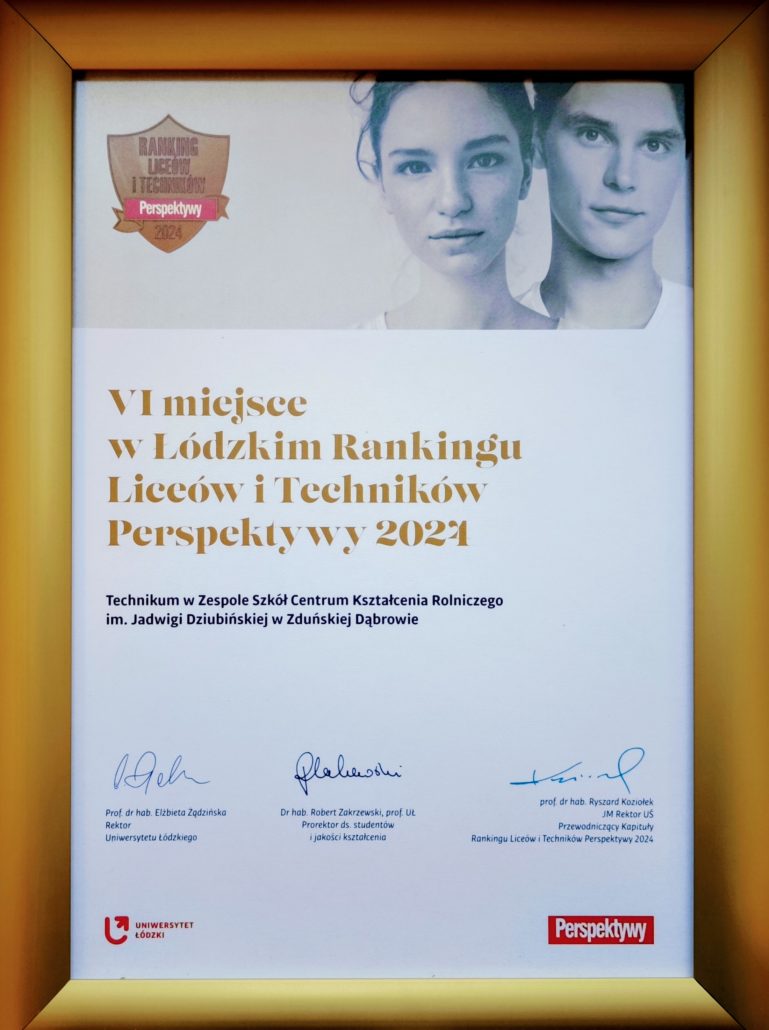 RANKING
LICEÓW
i TECHNIKÓW
Perspektywy
2024
VI miejsce
w Łódzkim Rankingu
Liceów i Techników
Perspektywy 2024
Technikum w Zespole Szkół Centrum Kształcenia Rolniczego
im. Jadwigi Dziubińskiej w Zduńskiej Dąbrowie
Prof. dr hab. Elżbieta Żądzińska
Rektor
Uniwersytetu Łódzkiego
Dr hab. Robert Zakrzewski, prof. UŁ
Prorektor ds. studentów
i jakości kształcenia
prof. dr hab. Ryszard Koziołek
JM Rektor UŚ
Przewodniczący Kapituły
Rankingu Liceów i Techników Perspektywy 2024
UNIWERSYTET
ŁÓDZKI
Perspektywy